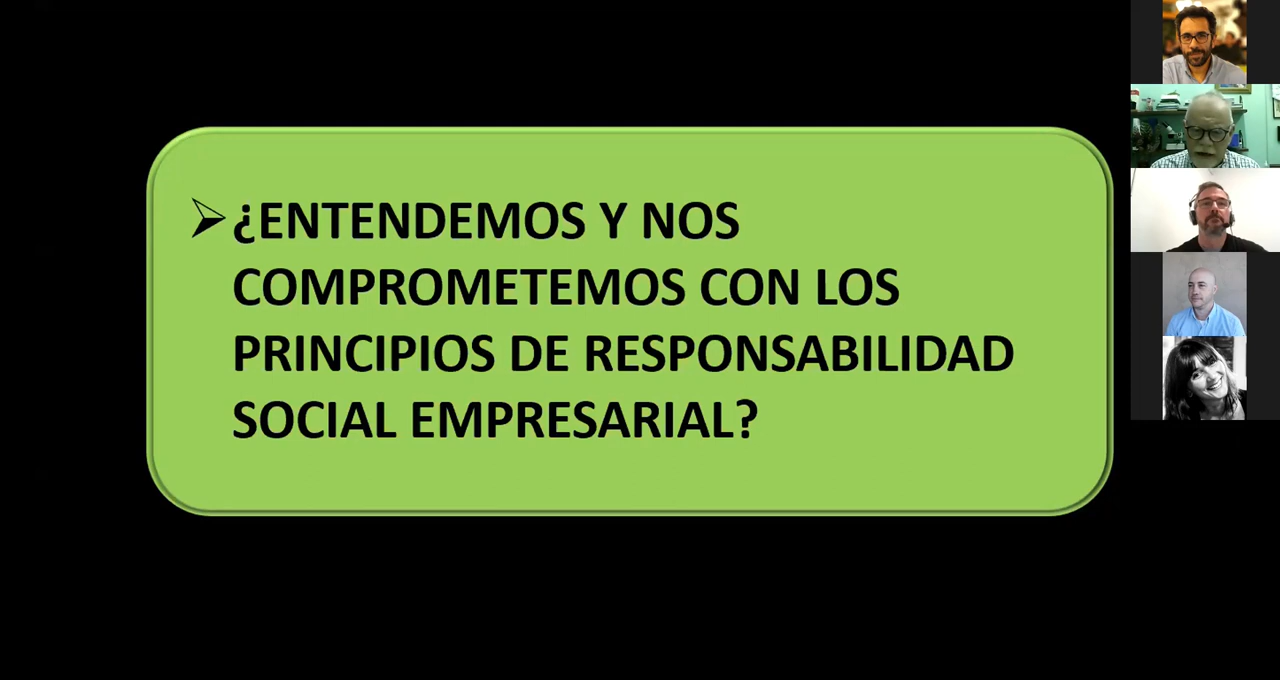 ¿ENTENDEMOS Y NOS
COMPROMETEMOS CON LOS
PRINCIPIOS DE RESPONSABILIDAD
SOCIAL EMPRESARIAL?